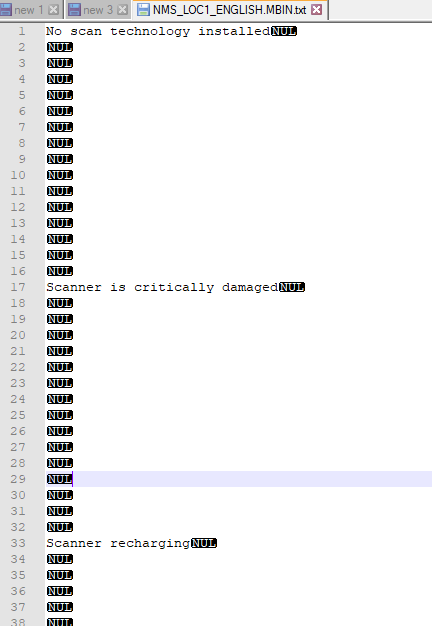 new 1 new 3 NMS_LOC1_ENGLISH.MBIN.txt
1 No scan technology installedNUL
2 NUL
3 NUL
4 NUL
5 NUL
6 NUL
7 NUL
8 NUL
9 NUL
10 NUL
11 NUL
12 NUL
13 NUL
14 NUL
15 NUL
16 NUL
17 Scanner is critically damagedNUL
18 NUL
19 NUL
20 NUL
21 NUL
22 NUL
23 NUL
24 NUL
25 NUL
26 NUL
27 NUL
28 NUL
29 NUL
30 NUL
31 NUL
32 NUL
33 Scanner rechargingNUL
34 NUL
35 NUL
36 NUL
37 NUL
38 NUL